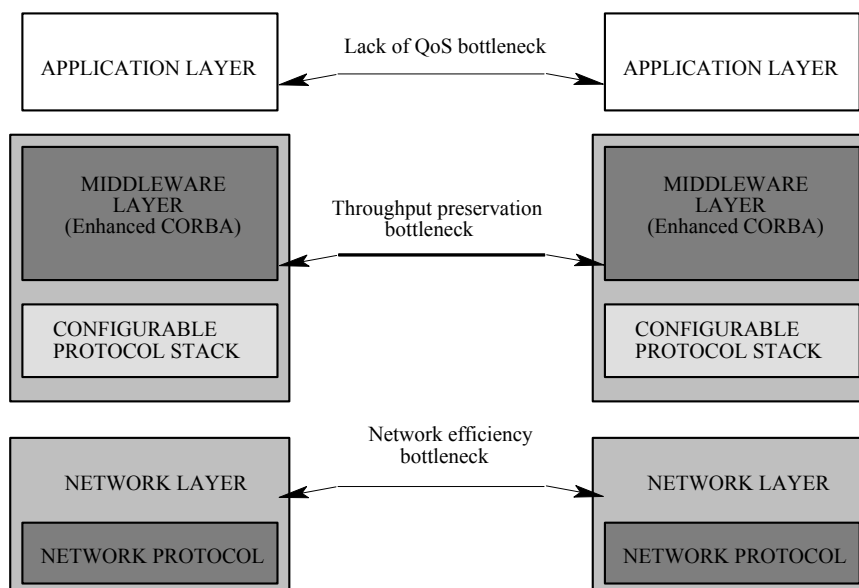 Lack of QoS bottleneck
APPLICATION LAYER
APPLICATION LAYER
MIDDLEWARE
LAYER
(Enhanced CORBA)
Throughput preservation
bottleneck
MIDDLEWARE
LAYER
(Enhanced CORBA)
CONFIGURABLE
PROTOCOL STACK
CONFIGURABLE
PROTOCOL STACK
Network efficiency
bottleneck
NETWORK LAYER
NETWORK LAYER
NETWORK PROTOCOL
NETWORK PROTOCOL